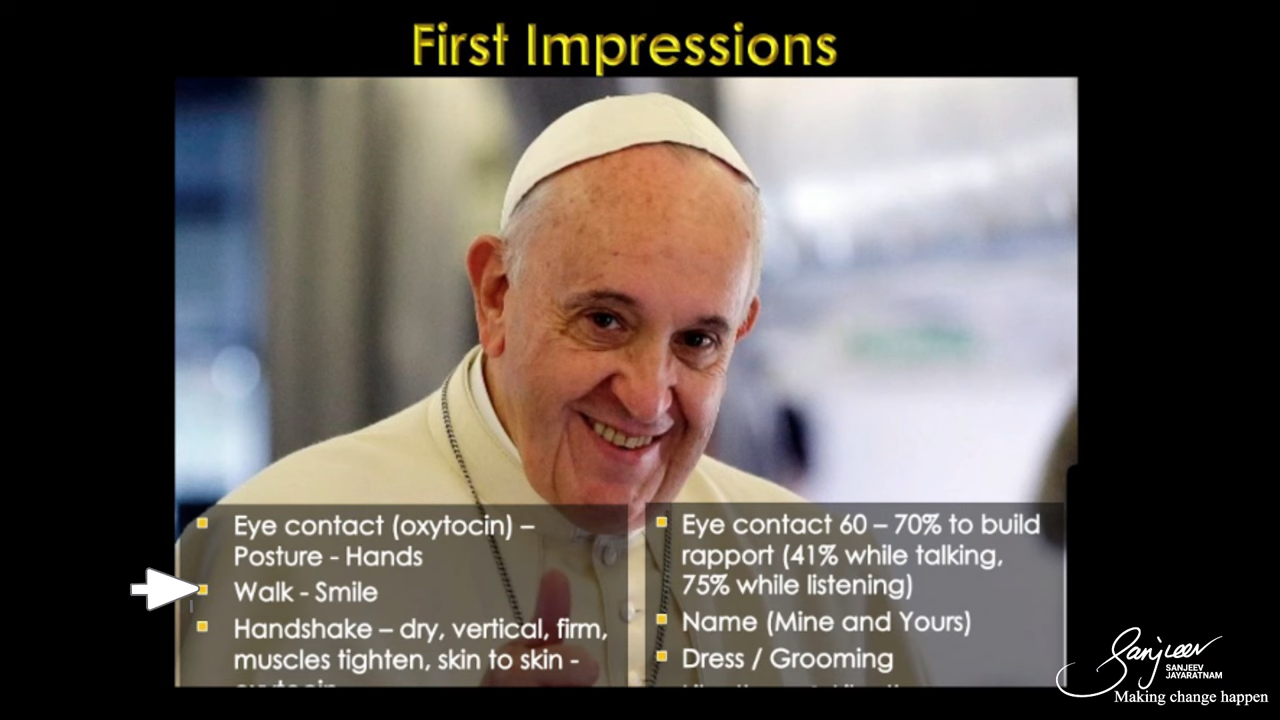 First Impressions
Eye contact (oxytocin) –
Posture - Hands
Walk - Smile
Handshake – dry, vertical, firm,
muscles tighten, skin to skin -
Eye contact 60 – 70% to build
rapport (41% while talking,
75% while listening)
Name (Mine and Yours)
Dress / Grooming
Sanjeev
SANJEEV
JAYARATNAM
Making change happen